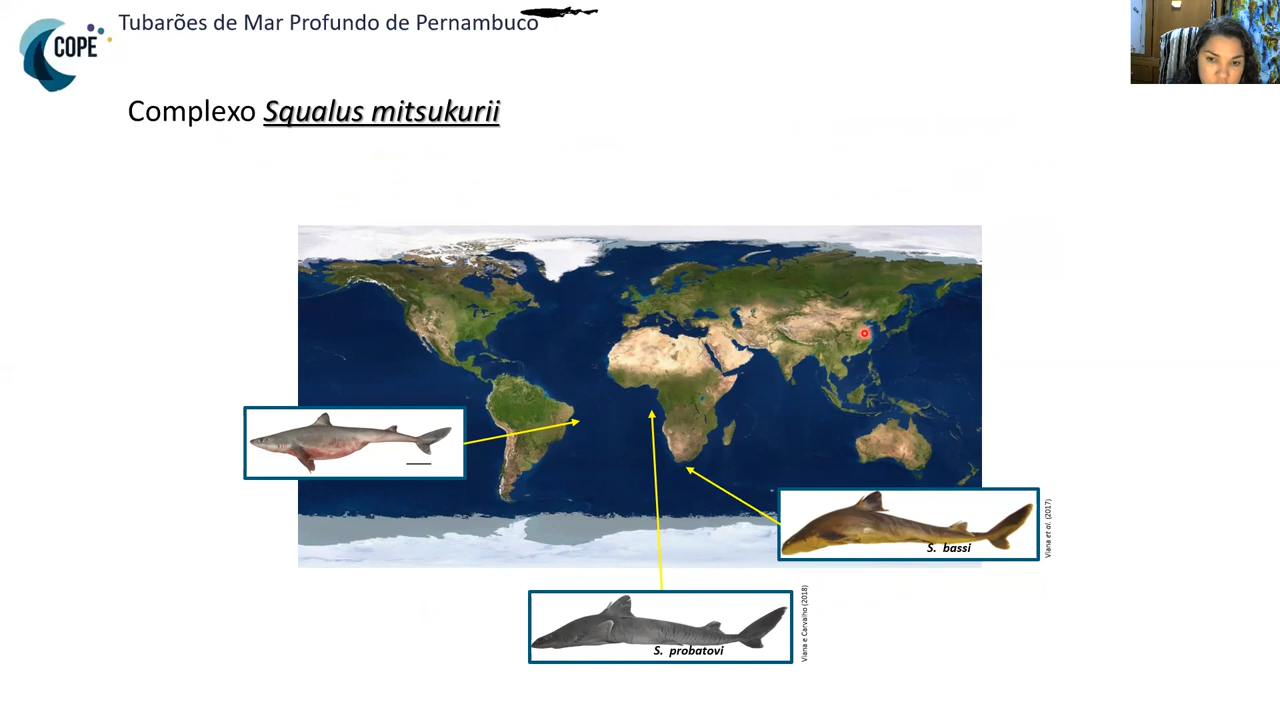 Tubarões de Mar Profundo de Pernambuco
COPE
Complexo Squalus mitsukurii
S. bassi
Viana et al. (2017)
S. probatovi
Viana e Carvalho (2018)